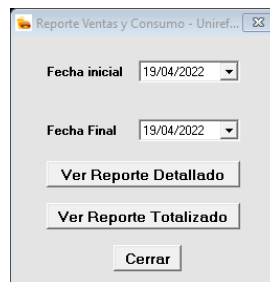 Reporte Ventas y Consumo - Uniref...
Fecha inicial 19/04/2022
Fecha Final 19/04/2022
Ver Reporte Detallado
Ver Reporte Totalizado
Cerrar